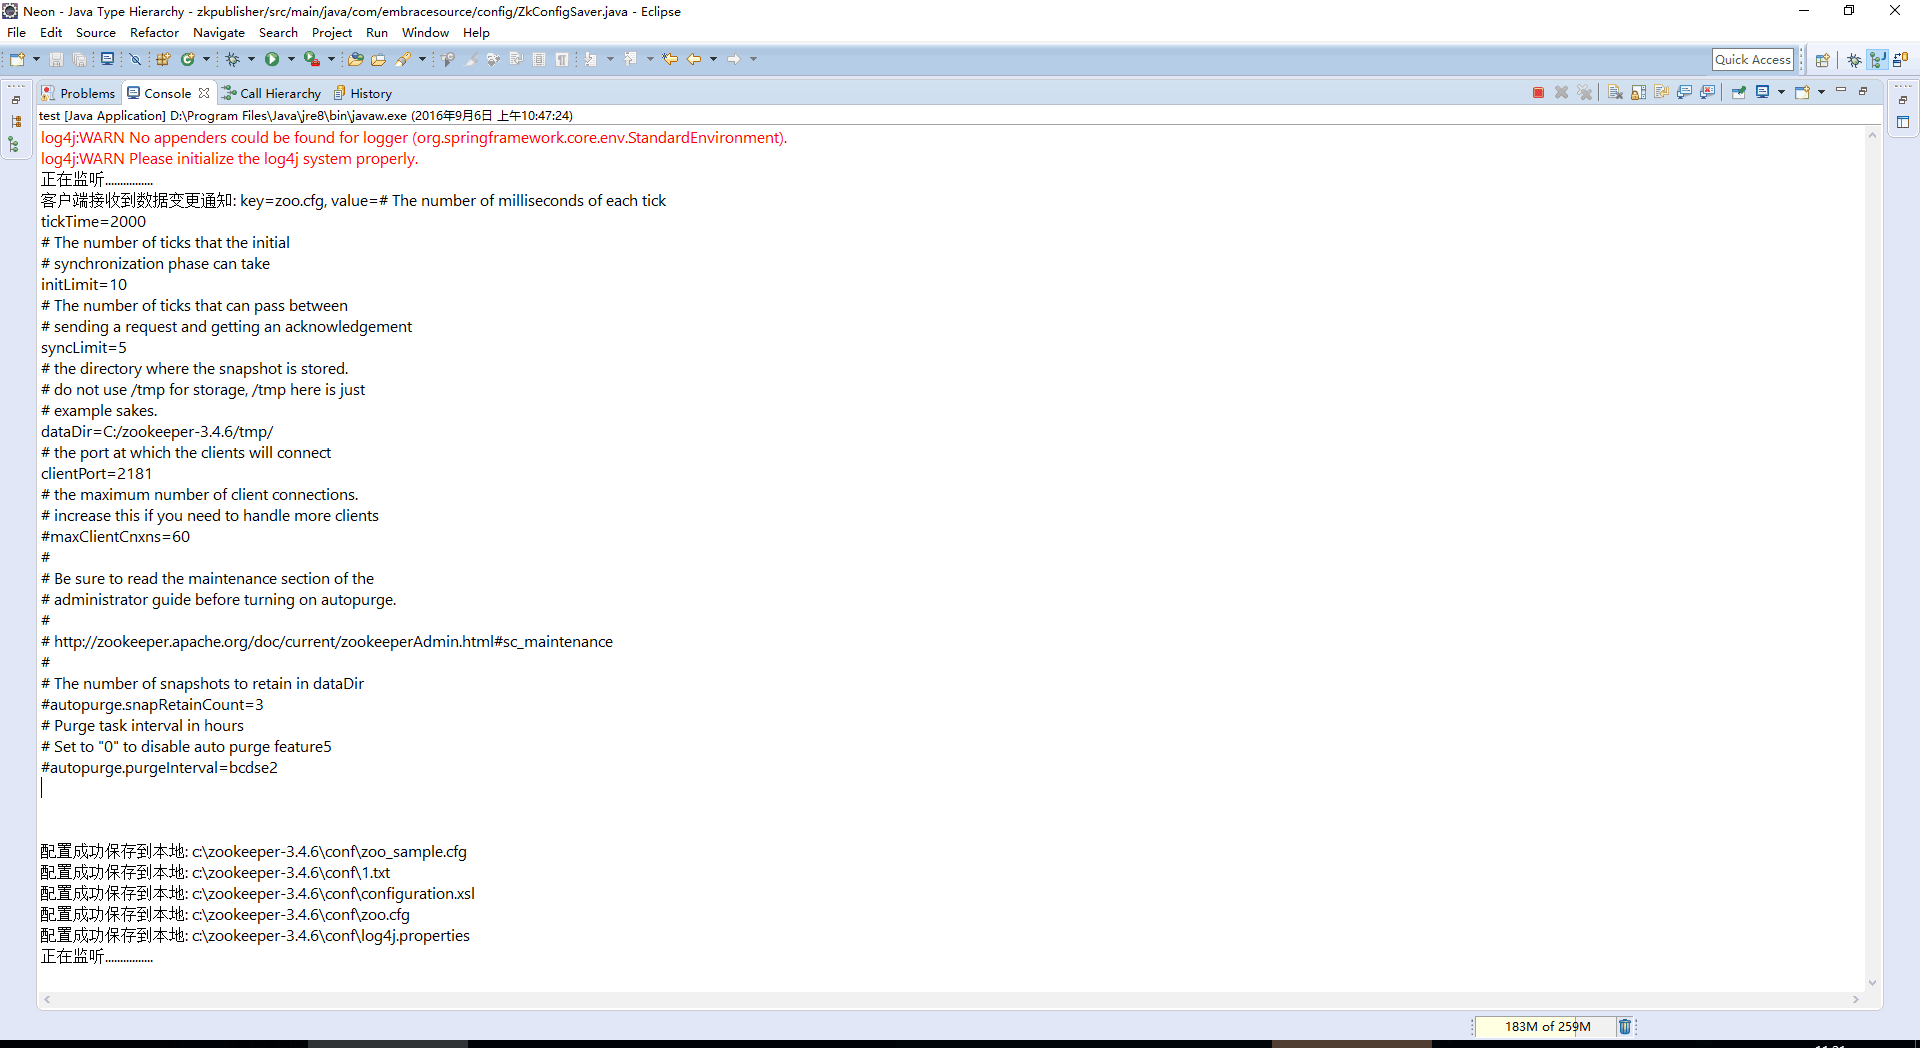 Neon - Java Type Hierarchy - zkpublisher/src/main/java/com/embracesource/config/ZkConfigSaver.java - Eclipse
File Edit Source Refactor Navigate Search Project Run Window Help
Quick Access
Problems Console Call Hierarchy History
test [Java Application] D:\Program Files\Java\jre8\bin\javaw.exe (2016年9月6日 上午10:47:24)
log4j:WARN No appenders could be found for logger (org.springframework.core.env.StandardEnvironment).
log4j:WARN Please initialize the log4j system properly.
正在监听................
客户端接收到数据变更通知: key=zoo.cfg, value=# The number of milliseconds of each tick
tickTime=2000
# The number of ticks that the initial
# synchronization phase can take
initLimit=10
# The number of ticks that can pass between
# sending a request and getting an acknowledgement
syncLimit=5
# the directory where the snapshot is stored.
# do not use /tmp for storage, /tmp here is just
# example sakes.
dataDir=C:/zookeeper-3.4.6/tmp/
# the port at which the clients will connect
clientPort=2181
# the maximum number of client connections.
# increase this if you need to handle more clients
#maxClientCnxns=60
#
# Be sure to read the maintenance section of the
# administrator guide before turning on autopurge.
#
# http://zookeeper.apache.org/doc/current/zookeeperAdmin.html#sc_maintenance
#
# The number of snapshots to retain in dataDir
#autopurge.snapRetainCount=3
# Purge task interval in hours
# Set to "0" to disable auto purge feature5
#autopurge.purgeInterval=bcdse2
配置成功保存到本地: c:\zookeeper-3.4.6\conf\zoo_sample.cfg
配置成功保存到本地: c:\zookeeper-3.4.6\conf\1.txt
配置成功保存到本地: c:\zookeeper-3.4.6\conf\configuration.xsl
配置成功保存到本地: c:\zookeeper-3.4.6\conf\zoo.cfg
配置成功保存到本地: c:\zookeeper-3.4.6\conf\log4j.properties
正在监听................
183M of 259M